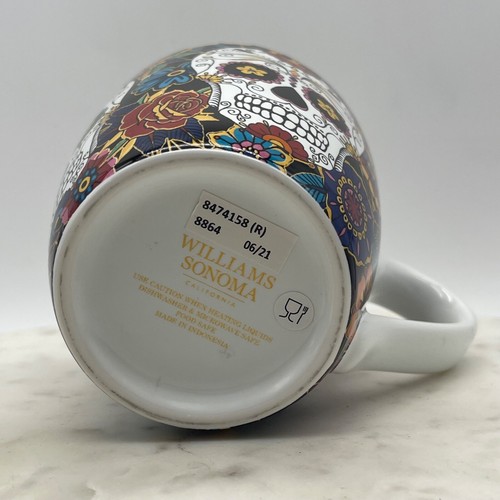 8474158 (R)
8864 06/21
WILLIAMS
SONOMA
CALIFORNIA
USE CAUTION WHEN HEATING LIQUIDS
DISHWASHER & MICROWAVE SAFE
FOOD SAFE
MADE IN INDONESIA